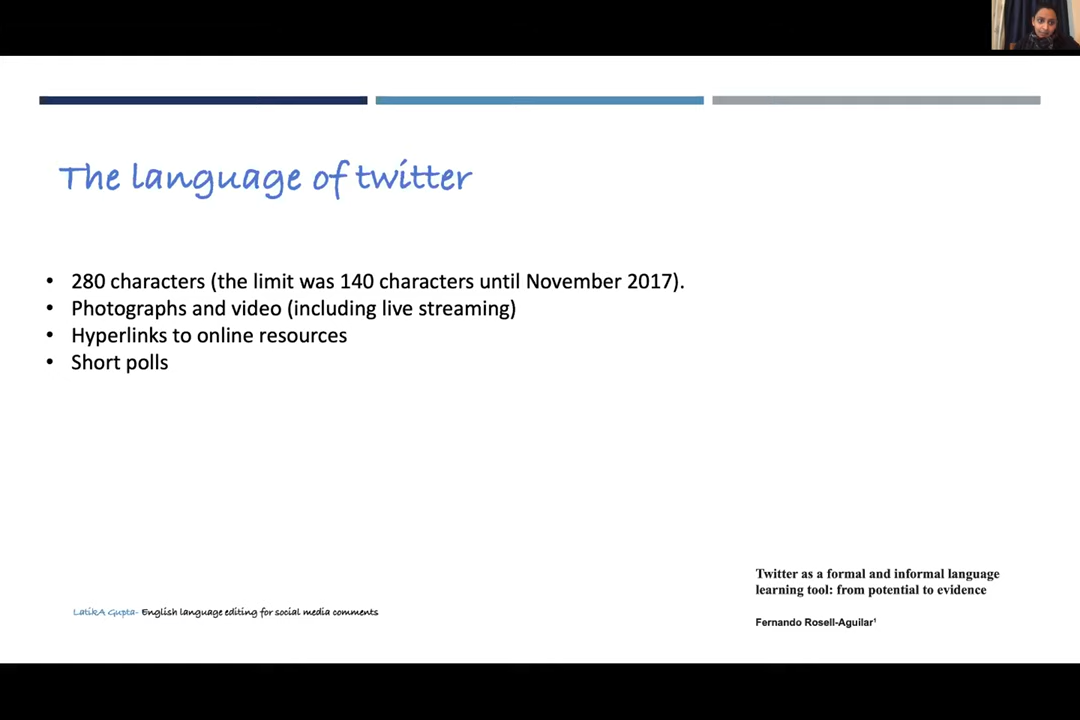 The language of twitter
• 280 characters (the limit was 140 characters until November 2017).
• Photographs and video (including live streaming)
• Hyperlinks to online resources
• Short polls
Twitter as a formal and informal language
learning tool: from potential to evidence
LatikA Gupta- English language editing for social media comments
Fernando Rosell-Aguilar¹